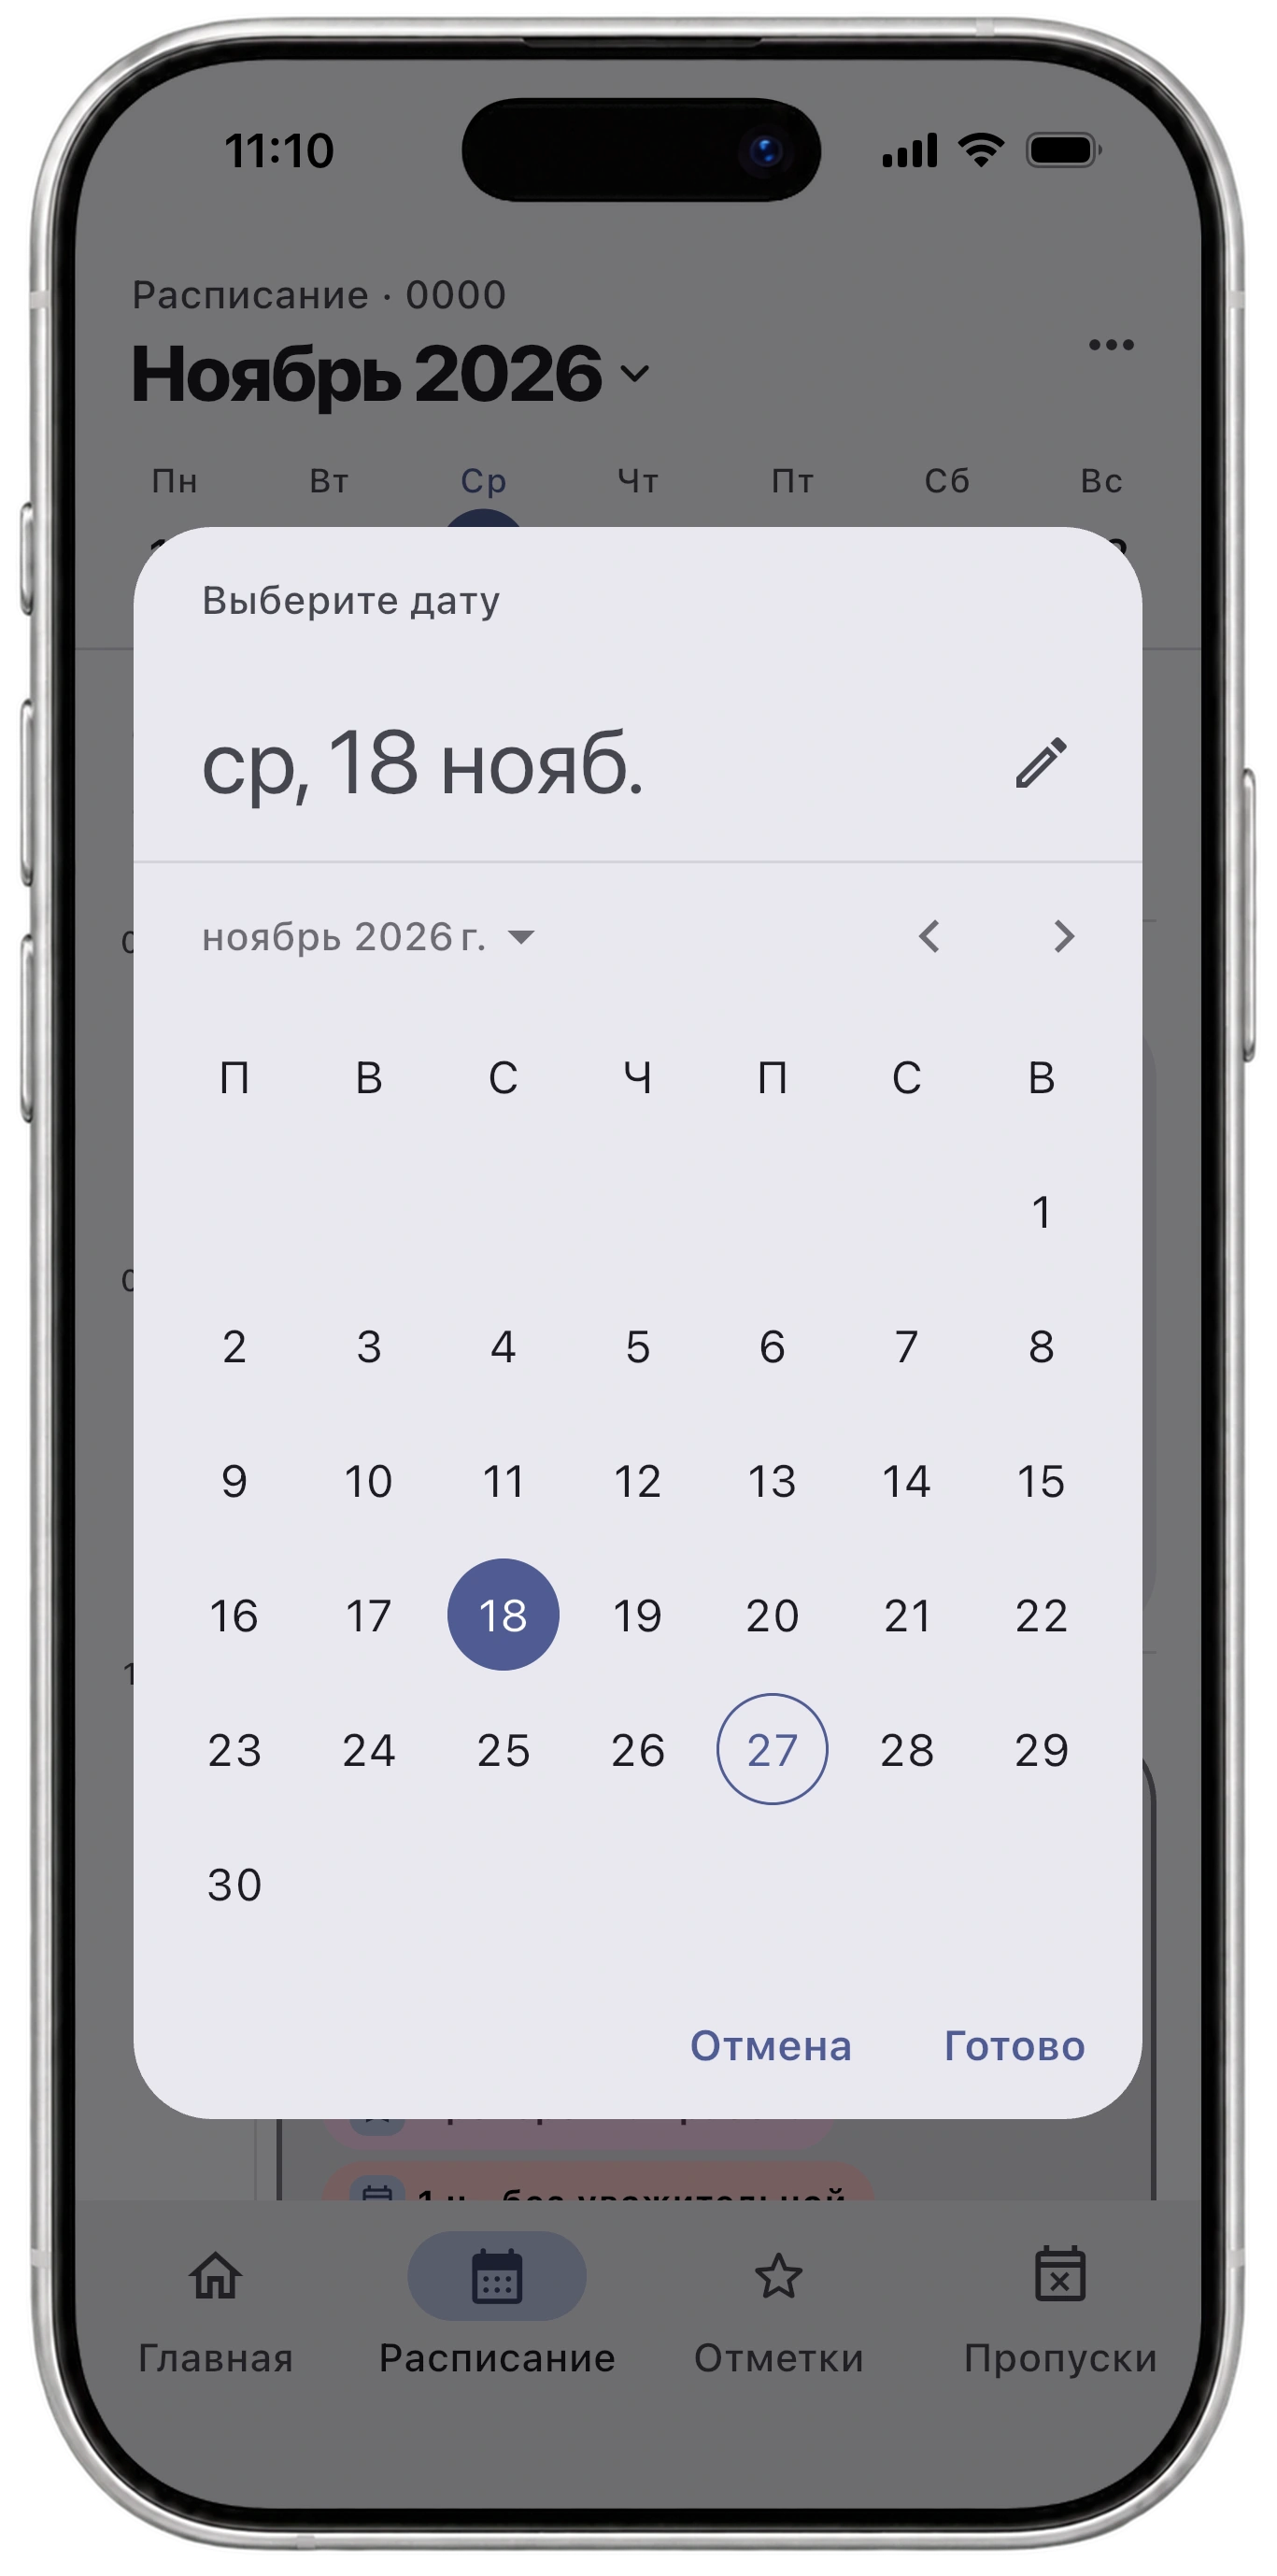 11:10
Расписание · 0000
Ноябрь 2026
Пн Вт Ср Чт Пт Сб Вс
Выберите дату
ср, 18 нояб.
ноябрь 2026 г.
П В С Ч П С В
1
2 3 4 5 6 7 8
9 10 11 12 13 14 15
16 17 18 19 20 21 22
23 24 25 26 27 28 29
30
Отмена Готово
Главная Расписание Отметки Пропуски